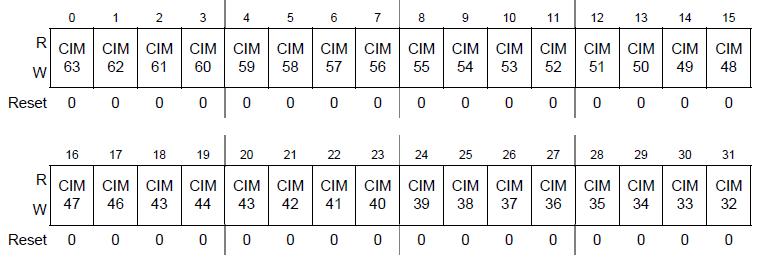 0 1 2 3 4 5 6 7 8 9 10 11 12 13 14 15
R CIM CIM CIM CIM CIM CIM CIM CIM CIM CIM CIM CIM CIM CIM CIM CIM
W 63 62 61 60 59 58 57 56 55 54 53 52 51 50 49 48
Reset 0 0 0 0 0 0 0 0 0 0 0 0 0 0 0 0
16 17 18 19 20 21 22 23 24 25 26 27 28 29 30 31
R CIM CIM CIM CIM CIM CIM CIM CIM CIM CIM CIM CIM CIM CIM CIM CIM
W 47 46 43 44 43 42 41 40 39 38 37 36 35 34 33 32
Reset 0 0 0 0 0 0 0 0 0 0 0 0 0 0 0 0